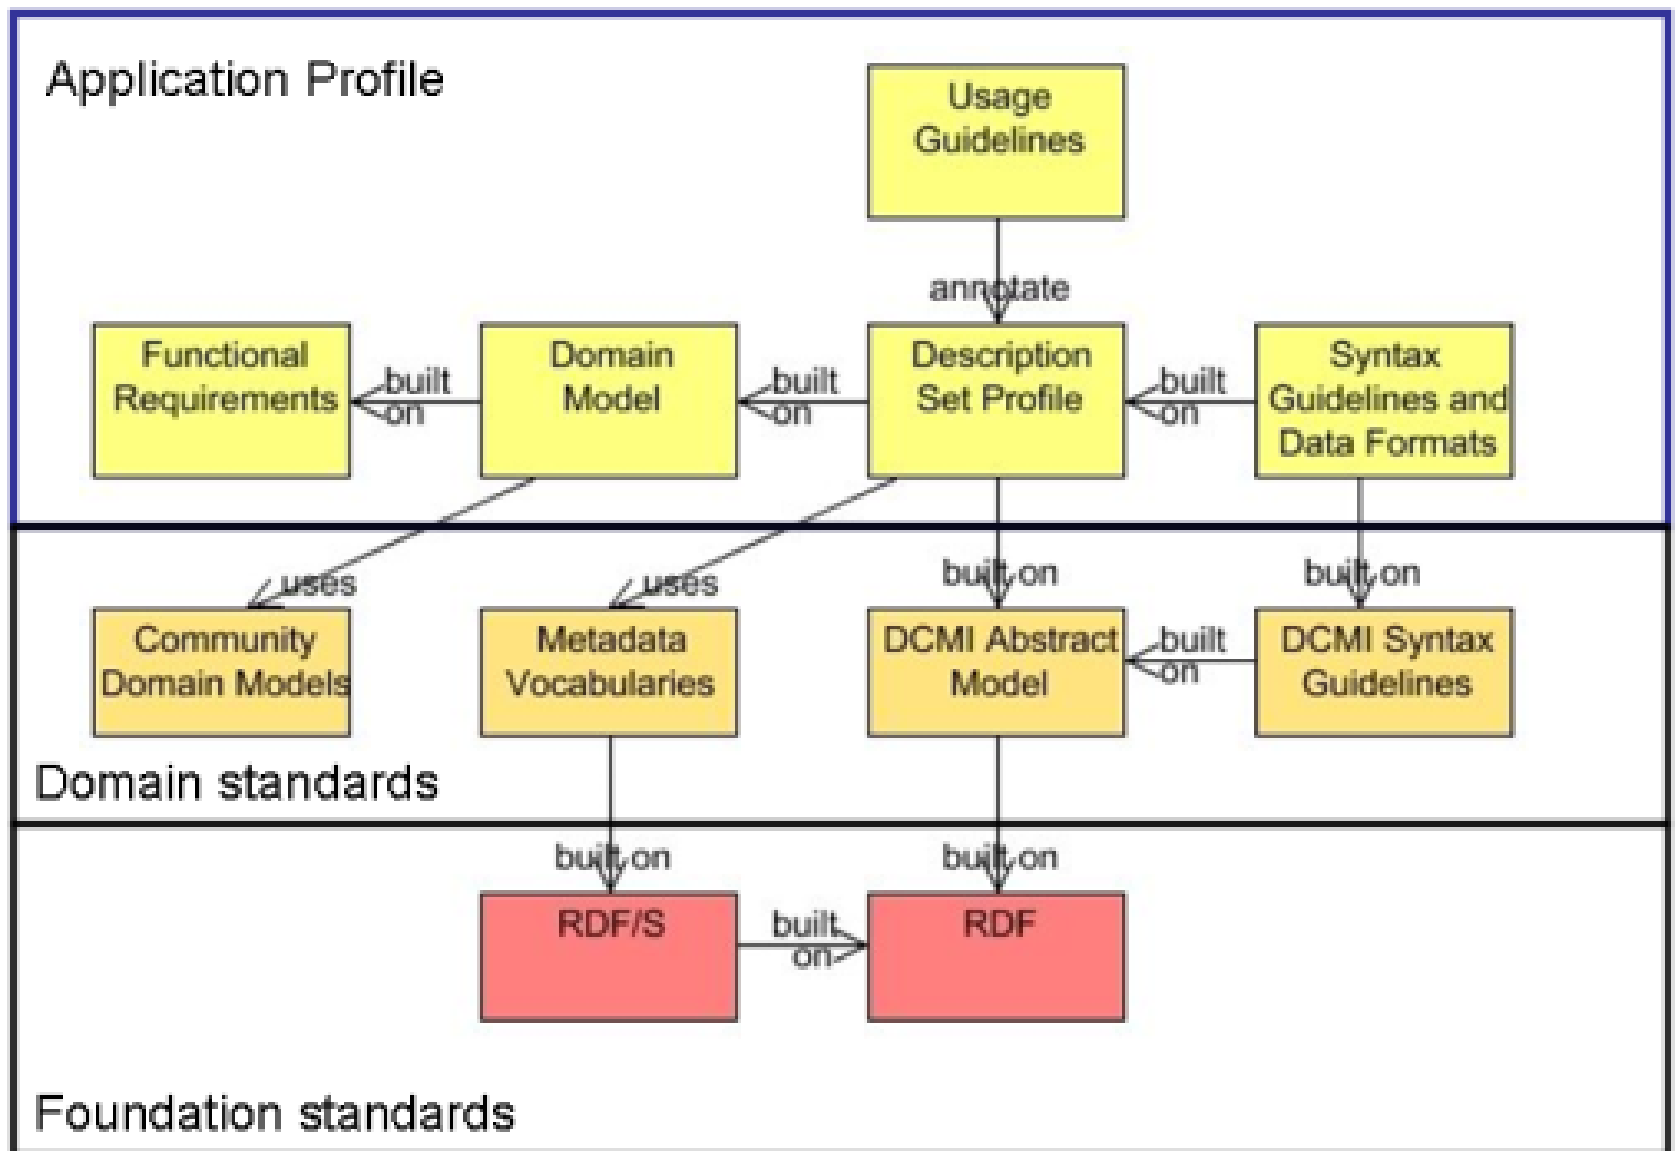 Application Profile
Usage
Guidelines
annotate
Functional
Requirements
built
on
Domain
Model
built
on
Description
Set Profile
built
on
Syntax
Guidelines and
Data Formats
uses
uses
built on
built on
Community
Domain Models
Metadata
Vocabularies
DCMI Abstract
Model
built
on
DCMI Syntax
Guidelines
Domain standards
built on
built on
RDF/S
built
on
RDF
Foundation standards